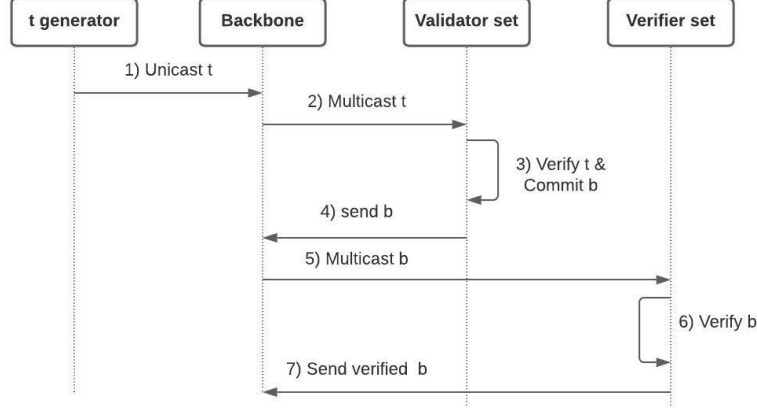 t generator
Backbone
Validator set
Verifier set
1) Unicast t
2) Multicast t
3) Verify t &
Commit b
4) send b
5) Multicast b
6) Verify b
7) Send verified b